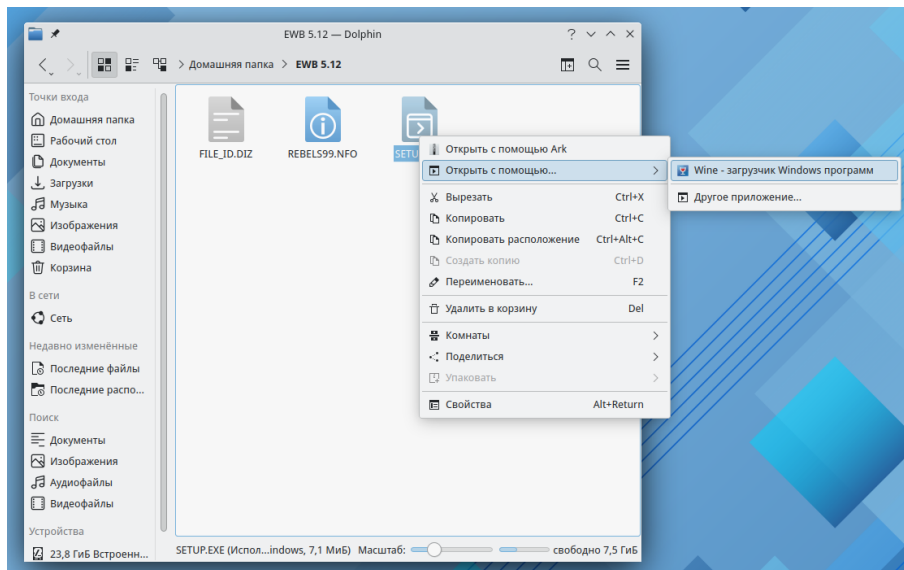 EWB 5.12 — Dolphin
Домашняя папка > EWB 5.12
Точки входа
Домашняя папка
Рабочий стол
Документы
Загрузки
Музыка
Изображения
Видеофайлы
Корзина
В сети
Сеть
Недавно изменённые
Последние файлы
Последние распо...
Поиск
Документы
Изображения
Аудиофайлы
Видеофайлы
Устройства
23,8 ГиБ Встроенн...
FILE_ID.DIZ
REBELS99.NFO
SETU
Открыть с помощью Ark
Открыть с помощью...
Вырезать Ctrl+X
Копировать Ctrl+C
Копировать расположение Ctrl+Alt+C
Создать копию Ctrl+D
Переименовать... F2
Удалить в корзину Del
Комнаты
Поделиться
Упаковать
Свойства Alt+Return
Wine - загрузчик Windows программ
Другое приложение...
SETUP.EXE (Испол...indows, 7,1 МиБ) Масштаб: свободно 7,5 ГиБ